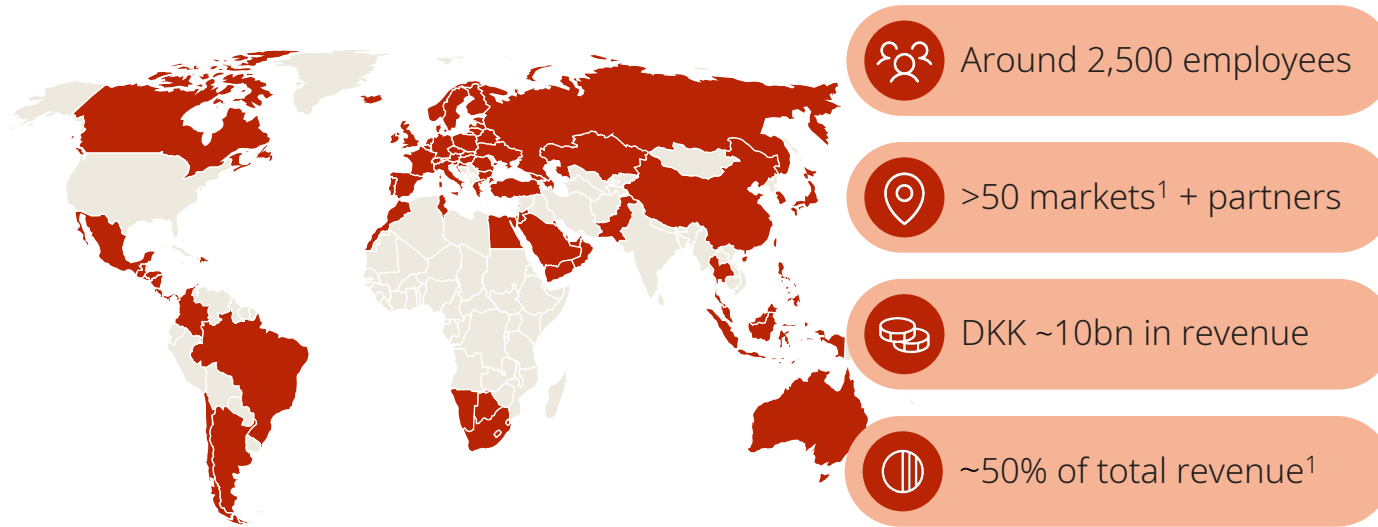 Around 2,500 employees
>50 markets¹ + partners
DKK ~10bn in revenue
~50% of total revenue¹